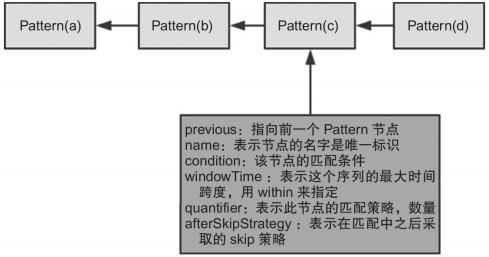 Pattern(a)
Pattern(b)
Pattern(c)
Pattern(d)
previous：指向前一个 Pattern 节点
name：表示节点的名字是唯一标识
condition：该节点的匹配条件
windowTime：表示这个序列的最大时间
跨度，用 within 来指定
quantifier：表示此节点的匹配策略，数量
afterSkipStrategy：表示在匹配中之后采
取的 skip 策略